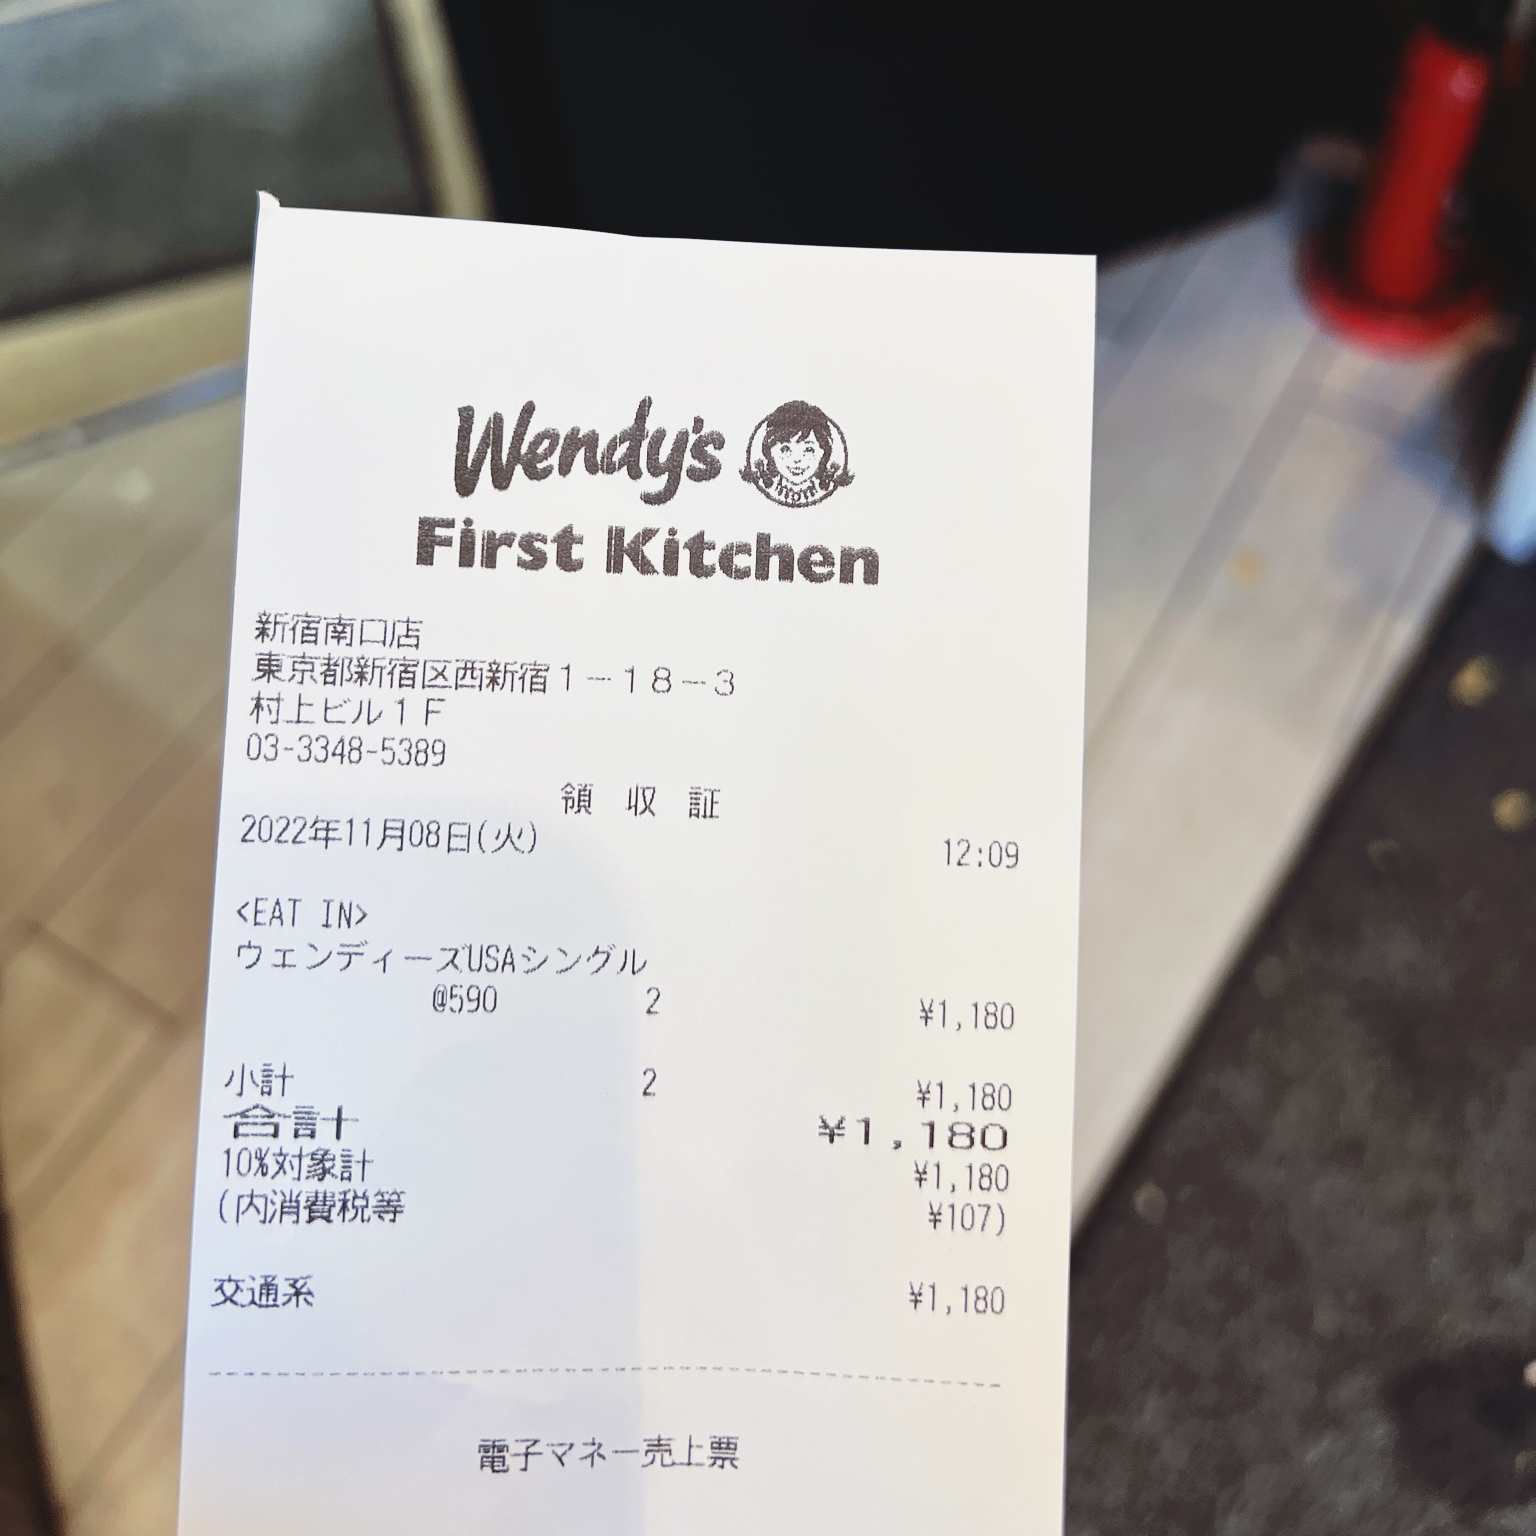 Wendy's
First Kitchen
新宿南口店
東京都新宿区西新宿1-18-3
村上ビル1F
03-3348-5389
領 収 証
2022年11月08日(火) 12:09
<EAT IN>
ウェンディーズUSAシングル
@590 2 ¥1,180
小計 2 ¥1,180
合計 ¥1,180
10%対象計 ¥1,180
(内消費税等 ¥107)
交通系 ¥1,180
電子マネー売上票